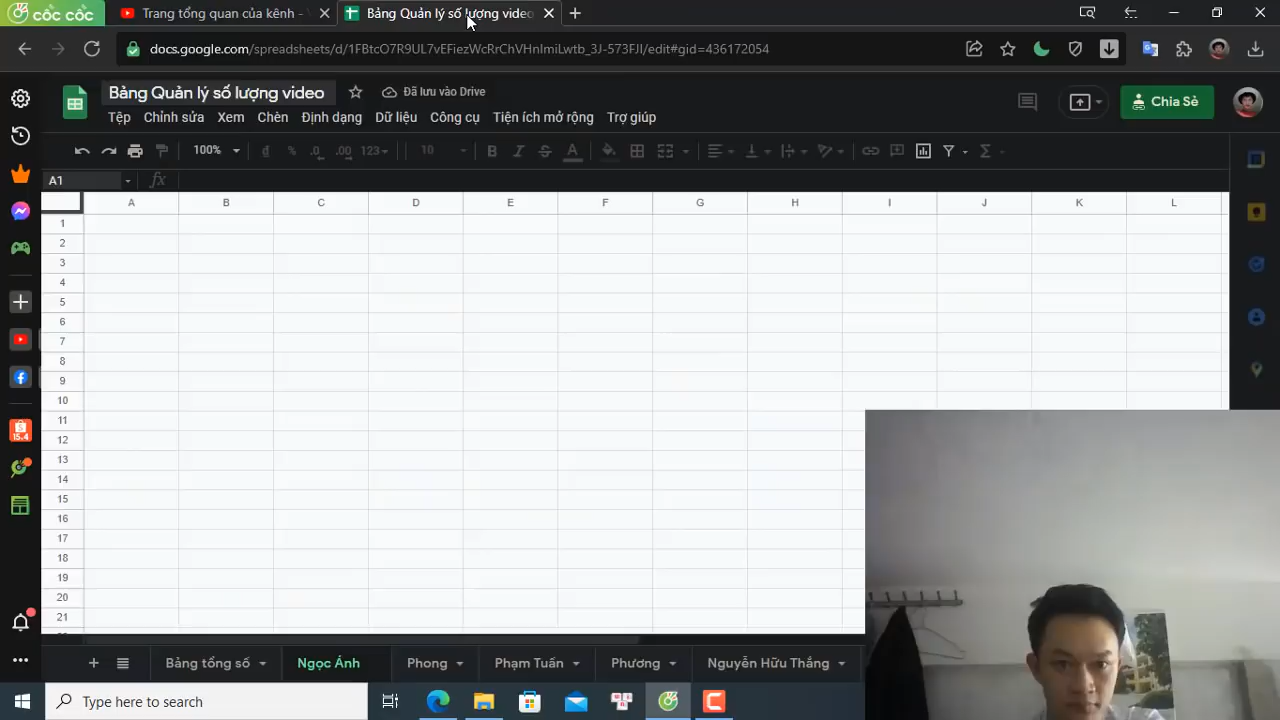 cốc cốc
Trang tổng quan của kênh -
Bảng Quản lý số lượng video
docs.google.com/spreadsheets/d/1FBtcO7R9UL7vEFiezWcRrChVHnImiLwtb_3J-573FJI/edit#gid=436172054
Bảng Quản lý số lượng video
Đã lưu vào Drive
Chia Sẻ
Tệp Chỉnh sửa Xem Chèn Định dạng Dữ liệu Công cụ Tiện ích mở rộng Trợ giúp
100% đ % .0 .00 123 10 B I S A
A1 fx
A B C D E F G H I J K L
1
2
3
4
5
6
7
8
9
10
11
12
13
14
15
16
17
18
19
20
21
15.4
Bảng tổng số Ngọc Ánh Phong Phạm Tuấn Phương Nguyễn Hữu Thắng
Type here to search